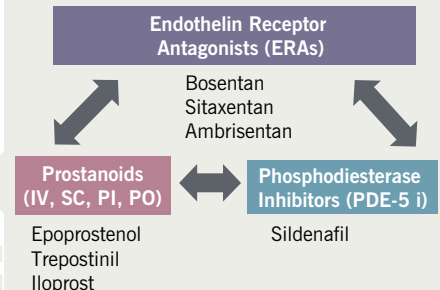 Endothelin Receptor
Antagonists (ERAs)
Bosentan
Sitaxentan
Ambrisentan
Prostanoids
(IV, SC, PI, PO)
Phosphodiesterase
Inhibitors (PDE-5 i)
Epoprostenol
Trepostinil
Iloprost
Sildenafil